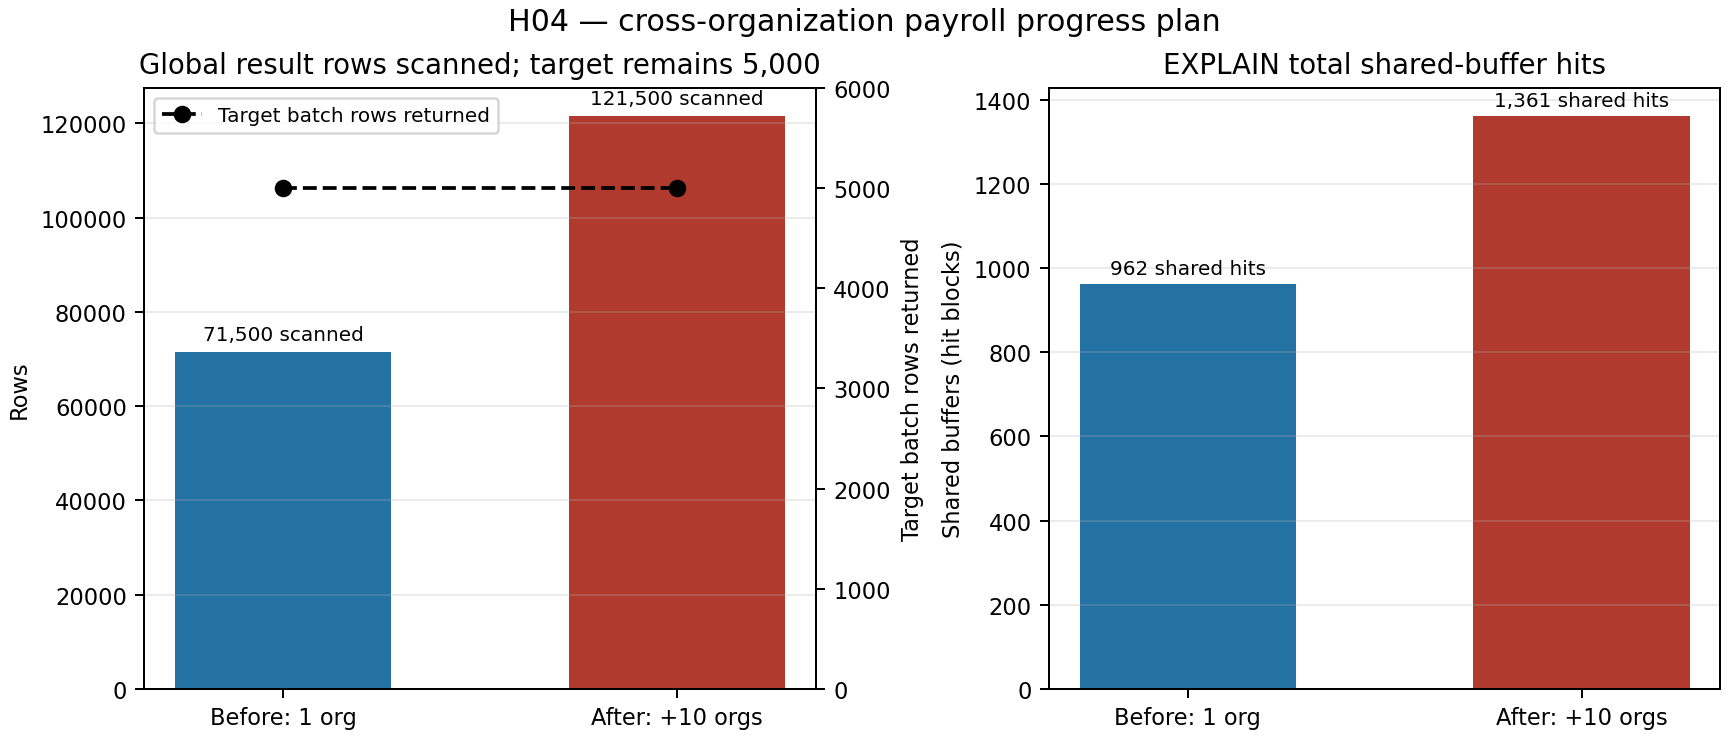 H04 — cross-organization payroll progress plan
Global result rows scanned; target remains 5,000
Target batch rows returned
71,500 scanned
121,500 scanned
Rows
0
20000
40000
60000
80000
100000
120000
Before: 1 org
After: +10 orgs
0
1000
2000
3000
4000
5000
6000
Target batch rows returned
EXPLAIN total shared-buffer hits
962 shared hits
1,361 shared hits
Shared buffers (hit blocks)
0
200
400
600
800
1000
1200
1400
Before: 1 org
After: +10 orgs